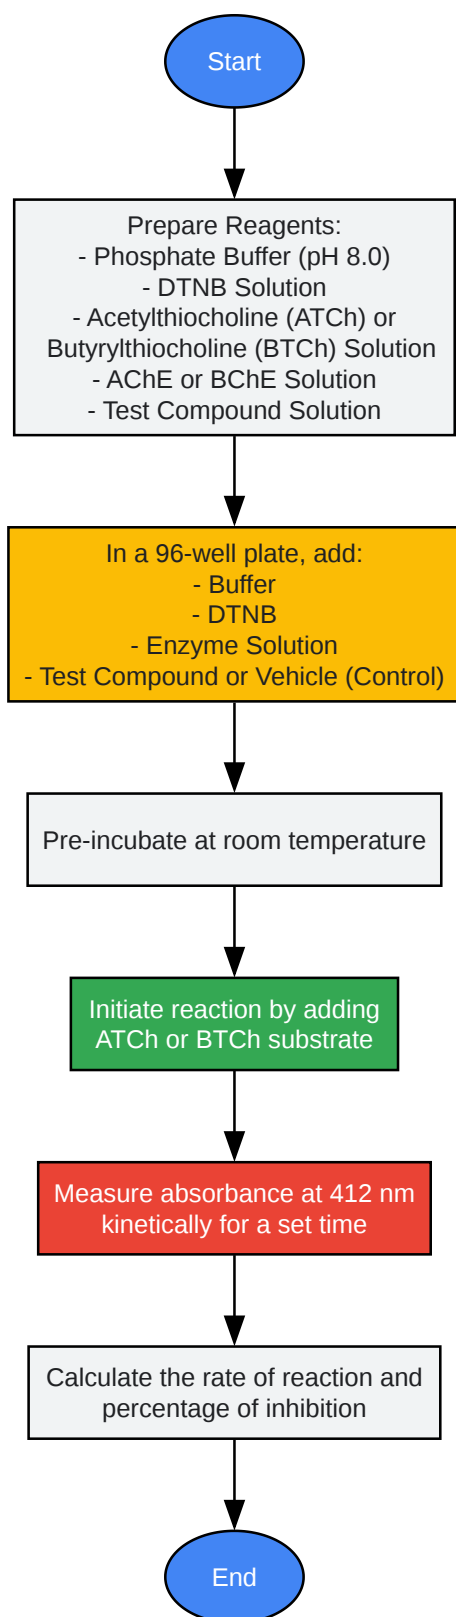 Start
Prepare Reagents:
- Phosphate Buffer (pH 8.0)
- DTNB Solution
- Acetylthiocholine (ATCh) or
Butyrylthiocholine (BTCh) Solution
- AChE or BChE Solution
- Test Compound Solution
In a 96-well plate, add:
- Buffer
- DTNB
- Enzyme Solution
- Test Compound or Vehicle (Control)
Pre-incubate at room temperature
Initiate reaction by adding
ATCh or BTCh substrate
Measure absorbance at 412 nm
kinetically for a set time
Calculate the rate of reaction and
percentage of inhibition
End